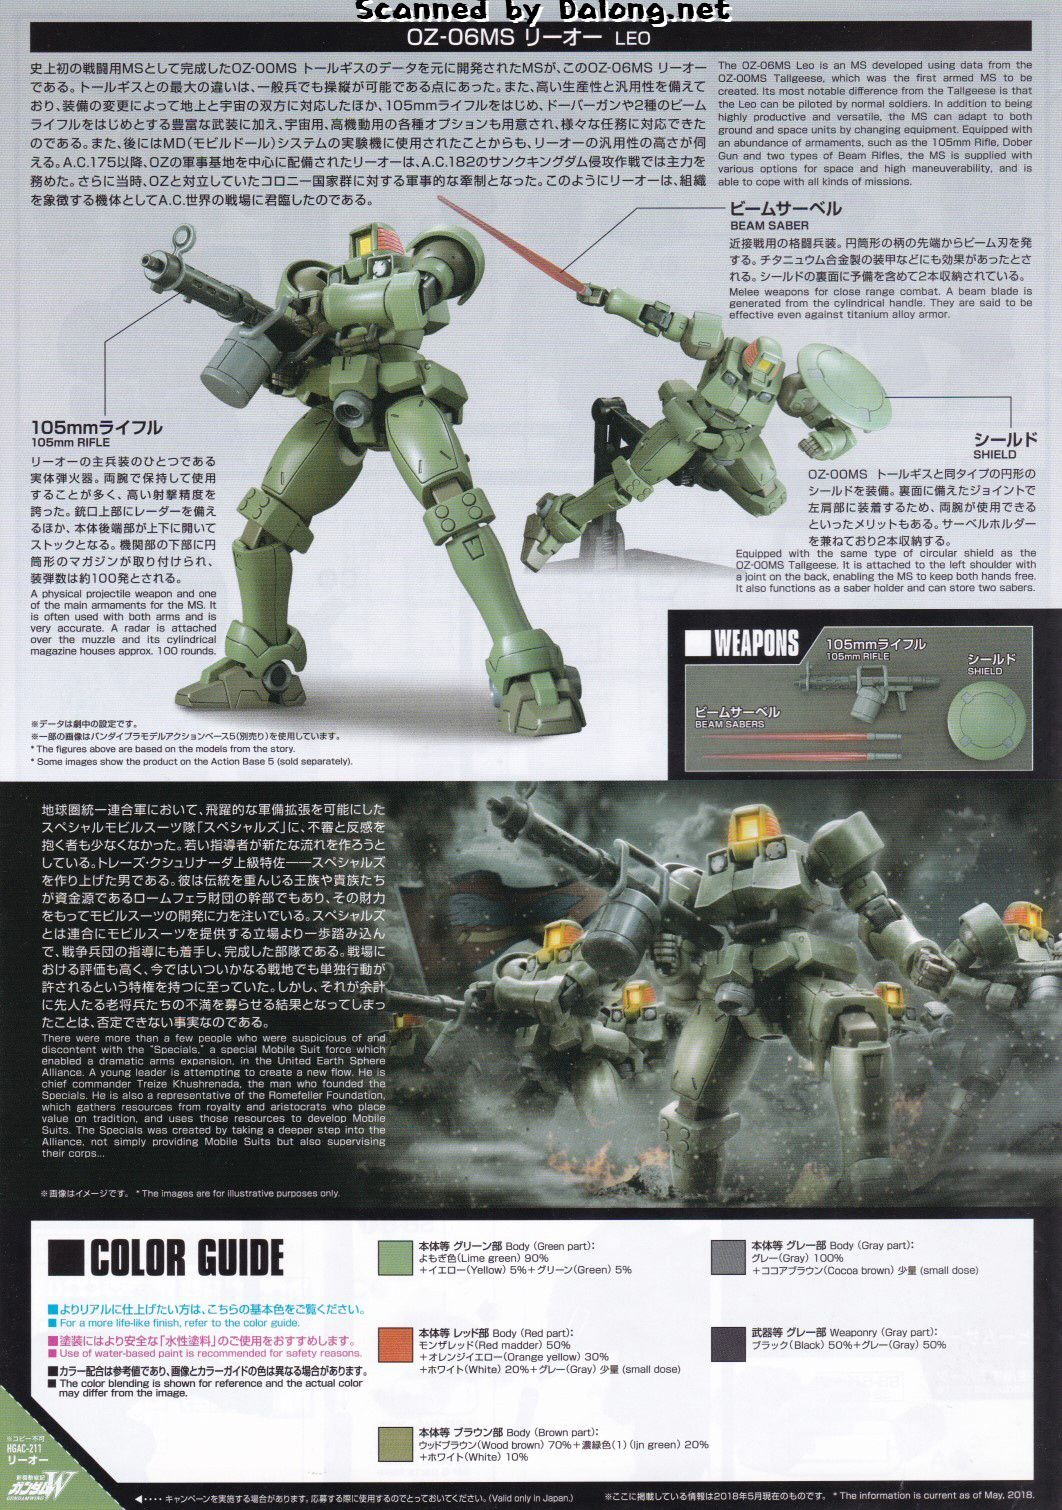 Scanned by Dalong.net
OZ-06MS リーオー LEO
史上初の戦闘用MSとして完成したOZ-00MS トールギスのデータを元に開発されたMSが、このOZ-06MS リーオー
である。トールギスとの最大の違いは、一般兵でも操縦が可能である点にあった。また、高い生産性と汎用性を備えて
おり、装備の変更によって地上と宇宙の双方に対応したほか、105mmライフルをはじめ、ドーバーガンや2種のビーム
ライフルをはじめとする豊富な武装に加え、宇宙用、高機動用の各種オプションも用意され、様々な任務に対応できた
のである。また、後にはMD(モビルドール)システムの実験機に使用されたことからも、リーオーの汎用性の高さが伺
える。A.C.175以降、OZの軍事基地を中心に配備されたリーオーは、A.C.182のサンクキングダム侵攻作戦では主力を
務めた。さらに当時、OZと対立していたコロニー国家群に対する軍事的な牽制となった。このようにリーオーは、組織
を象徴する機体としてA.C.世界の戦場に君臨したのである。
The OZ-06MS Leo is an MS developed using data from the
OZ-00MS Tallgeese, which was the first armed MS to be
created. Its most notable difference from the Tallgeese is that
the Leo can be piloted by normal soldiers. In addition to being
highly productive and versatile, the MS can adapt to both
ground and space units by changing equipment. Equipped with
an abundance of armaments, such as the 105mm Rifle, Dober
Gun and two types of Beam Rifles, the MS is supplied with
various options for space and high maneuverability, and is
able to cope with all kinds of missions.
ビームサーベル
BEAM SABER
近接戦用の格闘兵装。円筒形の柄の先端からビーム刃を発
する。チタニュウム合金製の装甲などにも効果があったとさ
れる。シールドの裏面に予備を含めて2本収納されている。
Melee weapons for close range combat. A beam blade is
generated from the cylindrical handle. They are said to be
effective even against titanium alloy armor.
105mmライフル
105mm RIFLE
リーオーの主兵装のひとつである
実体弾火器。両腕で保持して使用
することが多く、高い射撃精度を
誇った。銃口上部にレーダーを備え
るほか、本体後端部が上下に開いて
ストックとなる。機関部の下部に円
筒形のマガジンが取り付けられ、
装弾数は約100発とされる。
A physical projectile weapon and one
of the main armaments for the MS. It
is often used with both arms and is
very accurate. A radar is attached
over the muzzle and its cylindrical
magazine houses approx. 100 rounds.
シールド
SHIELD
OZ-00MS トールギスと同タイプの円形の
シールドを装備。裏面に備えたジョイントで
左肩部に装着するため、両腕が使用できる
といったメリットもある。サーベルホルダー
を兼ねており2本収納する。
Equipped with the same type of circular shield as the
OZ-00MS Tallgeese. It is attached to the left shoulder with
a joint on the back, enabling the MS to keep both hands free.
It also functions as a saber holder and can store two sabers.
※データは劇中の設定です。
※一部の画像はバンダイプラモデルアクションベース5(別売り)を使用しています。
* The figures above are based on the models from the story.
* Some images show the product on the Action Base 5 (sold separately).
■WEAPONS
105mmライフル
105mm RIFLE
シールド
SHIELD
ビームサーベル
BEAM SABERS
地球圏統一連合軍において、飛躍的な軍備拡張を可能にした
スペシャルモビルスーツ隊「スペシャルズ」に、不審と反感を
抱く者も少なくなかった。若い指導者が新たな流れを作ろうと
している。トレーズ・クシュリナーダ上級特佐――スペシャルズ
を作り上げた男である。彼は伝統を重んじる王族や貴族たち
が資金源であるロームフェラ財団の幹部でもあり、その財力
をもってモビルスーツの開発に力を注いでいる。スペシャルズ
とは連合にモビルスーツを提供する立場より一歩踏み込ん
で、戦争兵団の指導にも着手し、完成した部隊である。戦場に
おける評価も高く、今ではいついかなる戦地でも単独行動が
許されるという特権を持つに至っていた。しかし、それが余計
に先人たる老将兵たちの不満を募らせる結果となってしまっ
たことは、否定できない事実なのである。
There were more than a few people who were suspicious of and
discontent with the "Specials," a special Mobile Suit force which
enabled a dramatic arms expansion, in the United Earth Sphere
Alliance. A young leader is attempting to create a new flow. He is
chief commander Treize Khushrenada, the man who founded the
Specials. He is also a representative of the Romefeller Foundation,
which gathers resources from royalty and aristocrats who place
value on tradition, and uses those resources to develop Mobile
Suits. The Specials was created by taking a deeper step into the
Alliance, not simply providing Mobile Suits but also supervising
their corps...
※画像はイメージです。 * The images are for illustrative purposes only.
■COLOR GUIDE
■よりリアルに仕上げたい方は、こちらの基本色をご覧ください。
■ For a more life-like finish, refer to the color guide.
■塗装にはより安全な「水性塗料」のご使用をおすすめします。
■ Use of water-based paint is recommended for safety reasons.
■カラー配合は参考値であり、画像とカラーガイドの色は異なる場合があります。
■ The color blending is shown for reference and the actual color
may differ from the image.
本体等 グリーン部 Body (Green part):
よもぎ色(Lime green) 90%
+イエロー(Yellow) 5%+グリーン(Green) 5%
本体等 グレー部 Body (Gray part):
グレー(Gray) 100%
+ココアブラウン(Cocoa brown) 少量 (small dose)
本体等 レッド部 Body (Red part):
モンザレッド(Red madder) 50%
+オレンジイエロー(Orange yellow) 30%
+ホワイト(White) 20%+グレー(Gray) 少量 (small dose)
武器等 グレー部 Weaponry (Gray part):
ブラック(Black) 50%+グレー(Gray) 50%
本体等 ブラウン部 Body (Brown part):
ウッドブラウン(Wood brown) 70%+濃緑色(1) (Ijn green) 20%
+ホワイト(White) 10%
※コピー不可
HGAC-211
リーオー
新機動戦記
ガンダムW
GUNDAM WING
◀････ キャンペーンを実施する場合があります。応募する際に使用するのでとっておいてください。(Valid only in Japan.)
※ここに掲載している情報は2018年5月現在のものです。 * The information is current as of May, 2018.